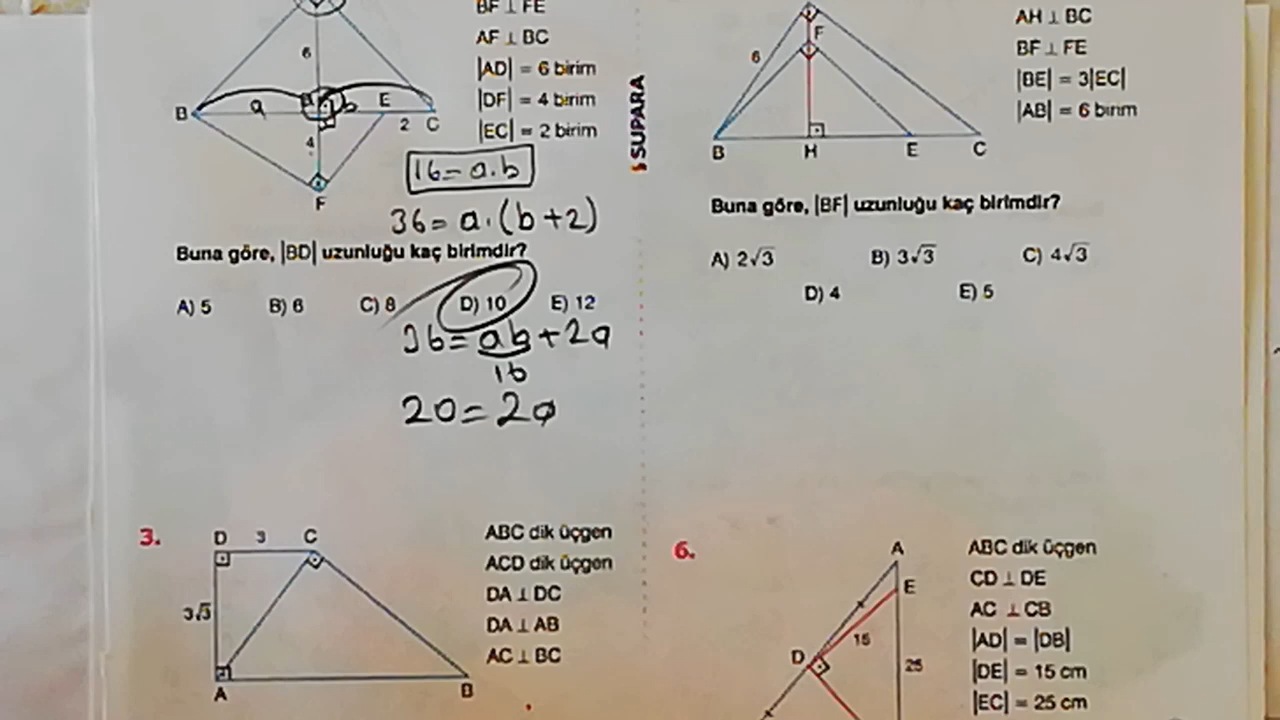 BF ⊥ FE
AF ⊥ BC
|AD| = 6 birim
|DF| = 4 birim
|EC| = 2 birim
6
B
a
b
E
2
C
4
F
16 = a.b
36 = a.(b+2)
Buna göre, |BD| uzunluğu kaç birimdir?
A) 5 B) 6 C) 8 D) 10 E) 12
36 = ab + 2a
16
20 = 2a
3.
D 3 C
3√3
A B
ABC dik üçgen
ACD dik üçgen
DA ⊥ DC
DA ⊥ AB
AC ⊥ BC
SUPARA
6
F
B H E C
AH ⊥ BC
BF ⊥ FE
|BE| = 3|EC|
|AB| = 6 birim
Buna göre, |BF| uzunluğu kaç birimdir?
A) 2√3 B) 3√3 C) 4√3
D) 4 E) 5
6.
A
E
15
D
25
ABC dik üçgen
CD ⊥ DE
AC ⊥ CB
|AD| = |DB|
|DE| = 15 cm
|EC| = 25 cm